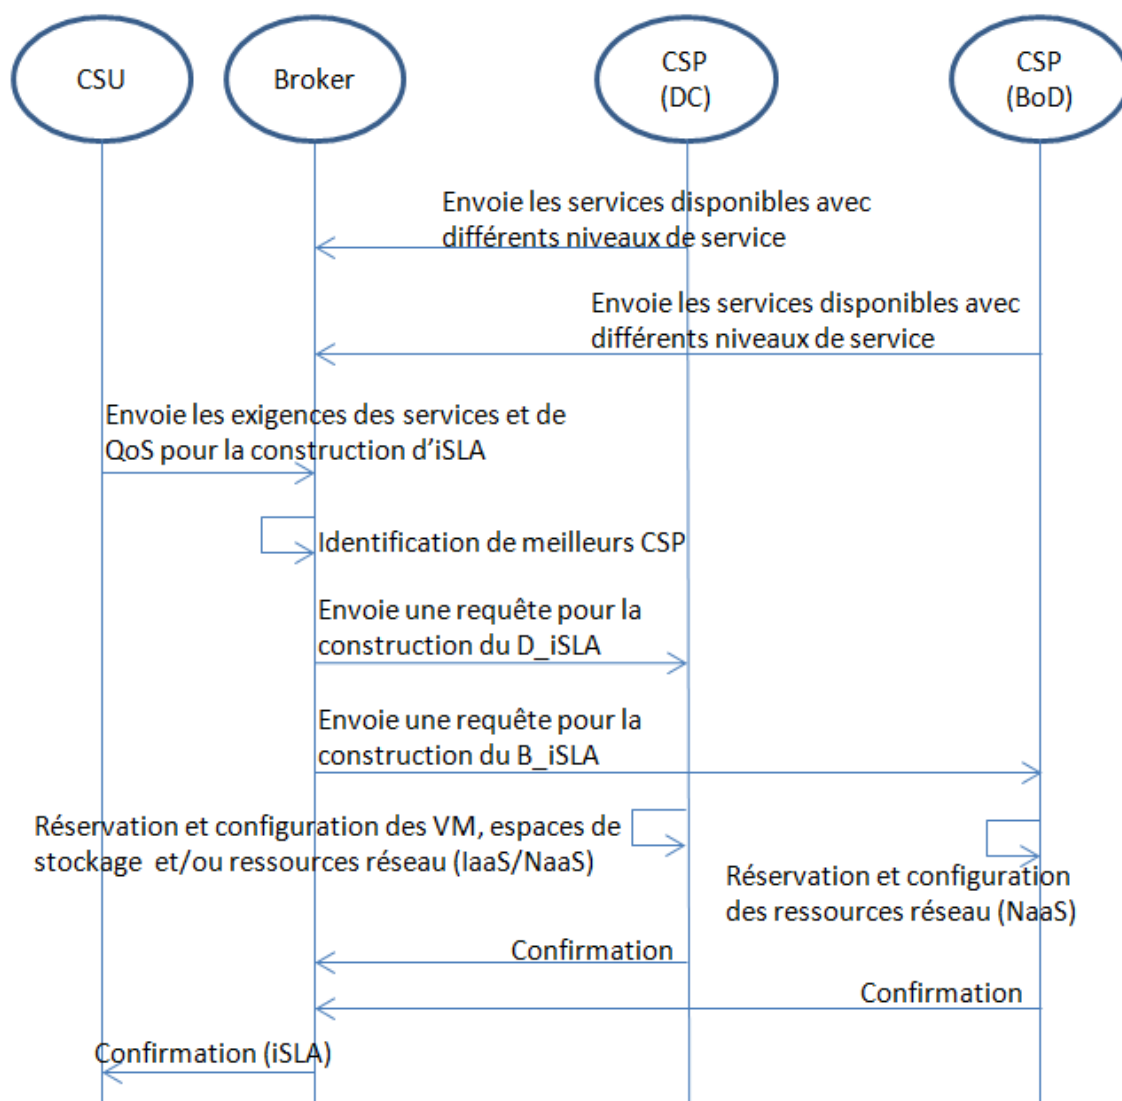 CSU
Broker
CSP
(DC)
CSP
(BoD)
Envoie les services disponibles avec
différents niveaux de service
Envoie les services disponibles avec
différents niveaux de service
Envoie les exigences des services et de
QoS pour la construction d’iSLA
Identification de meilleurs CSP
Envoie une requête pour la
construction du D_iSLA
Envoie une requête pour la
construction du B_iSLA
Réservation et configuration des VM, espaces de
stockage et/ou ressources réseau (IaaS/NaaS)
Réservation et configuration
des ressources réseau (NaaS)
Confirmation
Confirmation
Confirmation (iSLA)